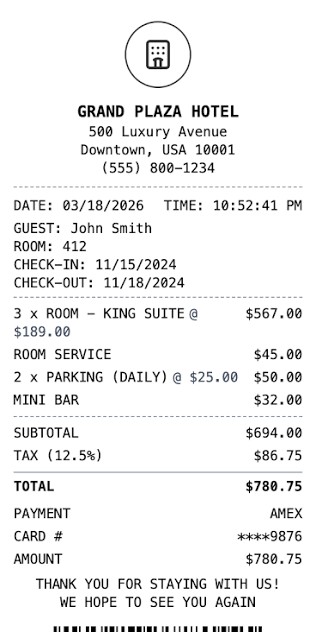 GRAND PLAZA HOTEL
500 Luxury Avenue
Downtown, USA 10001
(555) 800-1234
DATE: 03/18/2026 TIME: 10:52:41 PM
GUEST: John Smith
ROOM: 412
CHECK-IN: 11/15/2024
CHECK-OUT: 11/18/2024
3 x ROOM - KING SUITE @ $567.00
$189.00
ROOM SERVICE $45.00
2 x PARKING (DAILY) @ $25.00 $50.00
MINI BAR $32.00
SUBTOTAL $694.00
TAX (12.5%) $86.75
TOTAL $780.75
PAYMENT AMEX
CARD # ****9876
AMOUNT $780.75
THANK YOU FOR STAYING WITH US!
WE HOPE TO SEE YOU AGAIN